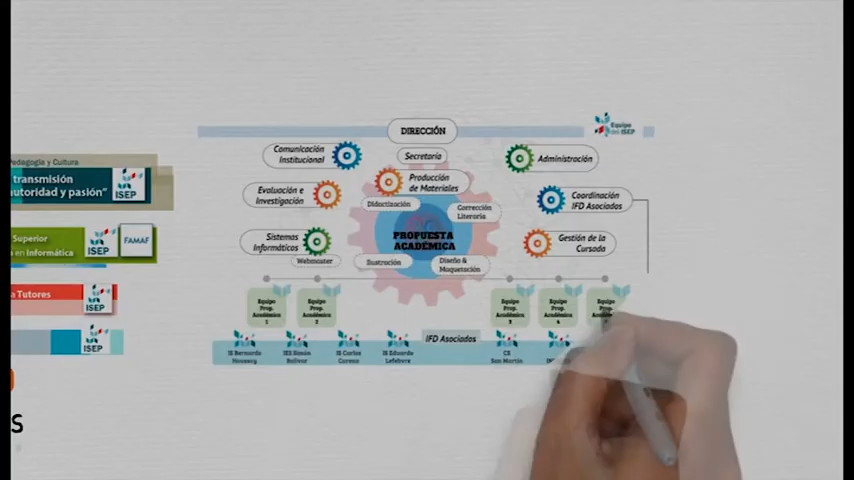 DIRECCIÓN
Equipo
del ISEP
Comunicación
Institucional
Secretaría
Administración
Pedagogía y Cultura
transmisión
autoridad y pasión"
ISEP
Evaluación e
Investigación
Producción
de Materiales
Coordinación
IFD Asociados
Didactización
Corrección
Literaria
Superior
en Informática
ISEP
FAMAF
Sistemas
Informáticos
Webmaster
PROPUESTA
ACADÉMICA
Gestión de la
Cursada
Ilustración
Diseño &
Maquetación
a Tutores
ISEP
Equipo
Prop.
Académica
1
Equipo
Prop.
Académica
2
Equipo
Prop.
Académica
3
Equipo
Prop.
Académica
4
Equipo
Prop.
ISEP
IFD Asociados
IS Bernardo
Houssay
IES Simón
Bolívar
IS Carlos
IS Eduardo
Lefebvre
CS
San Martín
S